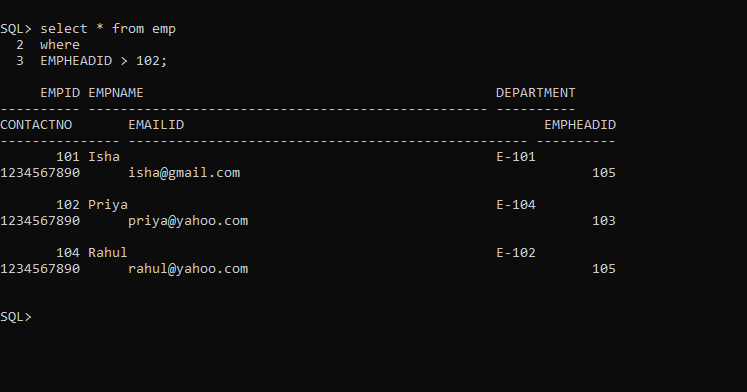 SQL> select * from emp
  2  where
  3  EMPHEADID > 102;
     EMPID EMPNAME                                            DEPARTMENT
---------- -------------------------------------------------- ----------
CONTACTNO       EMAILID                                             EMPHEADID
--------------- -------------------------------------------------- ----------
       101 Isha                                               E-101
1234567890      isha@gmail.com                                            105
       102 Priya                                              E-104
1234567890      priya@yahoo.com                                           103
       104 Rahul                                              E-102
1234567890      rahul@yahoo.com                                           105
SQL>